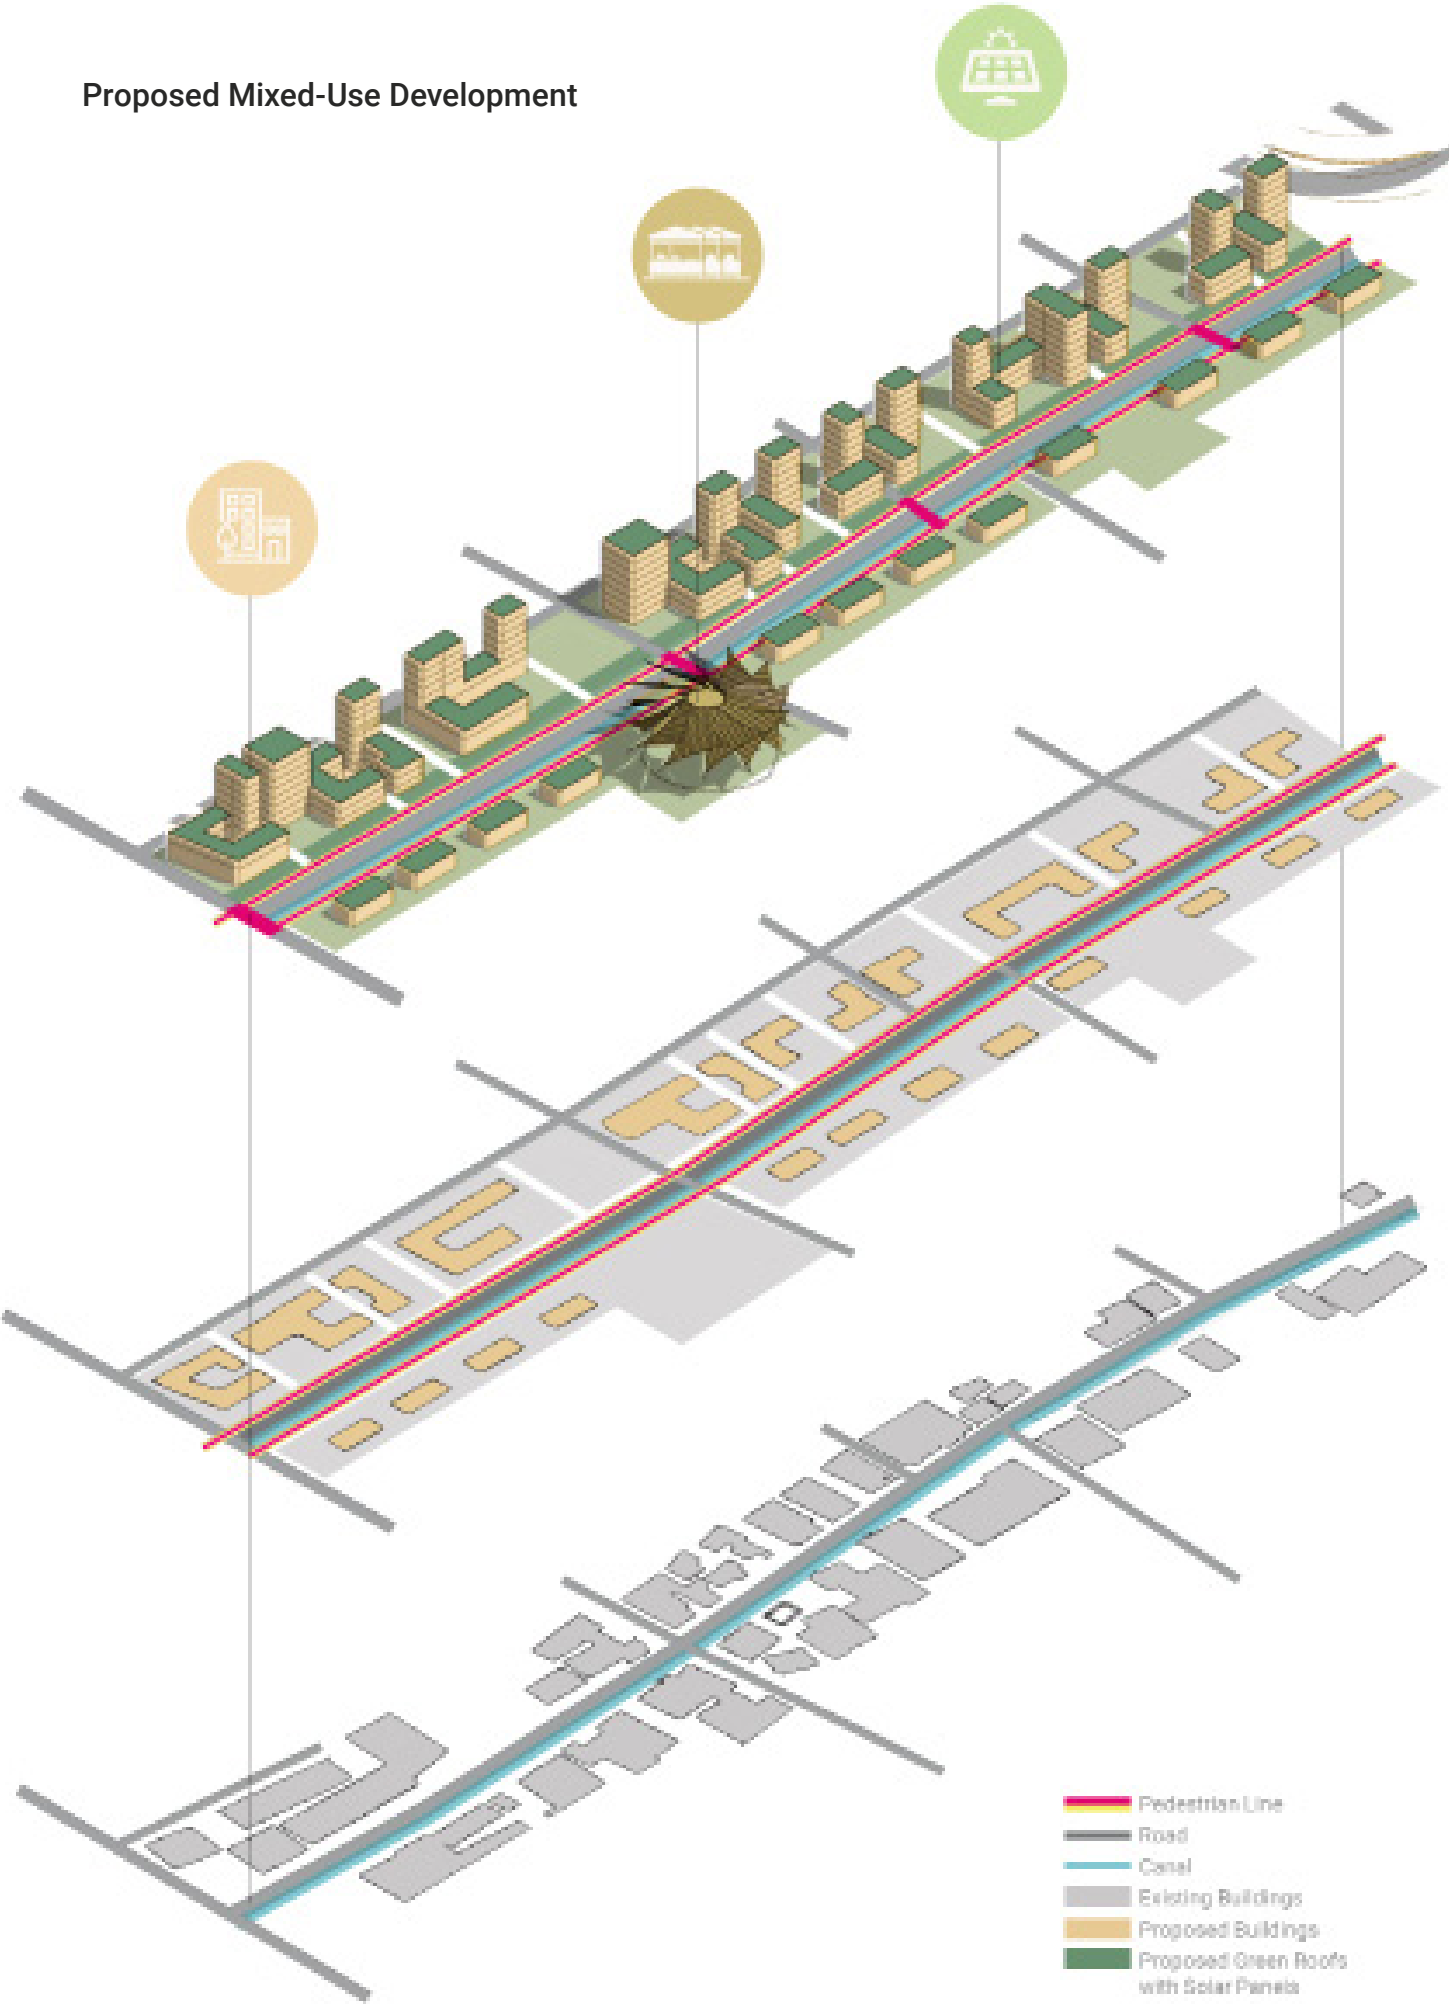 Proposed Mixed-Use Development
Pedestrian Line
Road
Canal
Existing Buildings
Proposed Buildings
Proposed Green Roofs
with Solar Panels